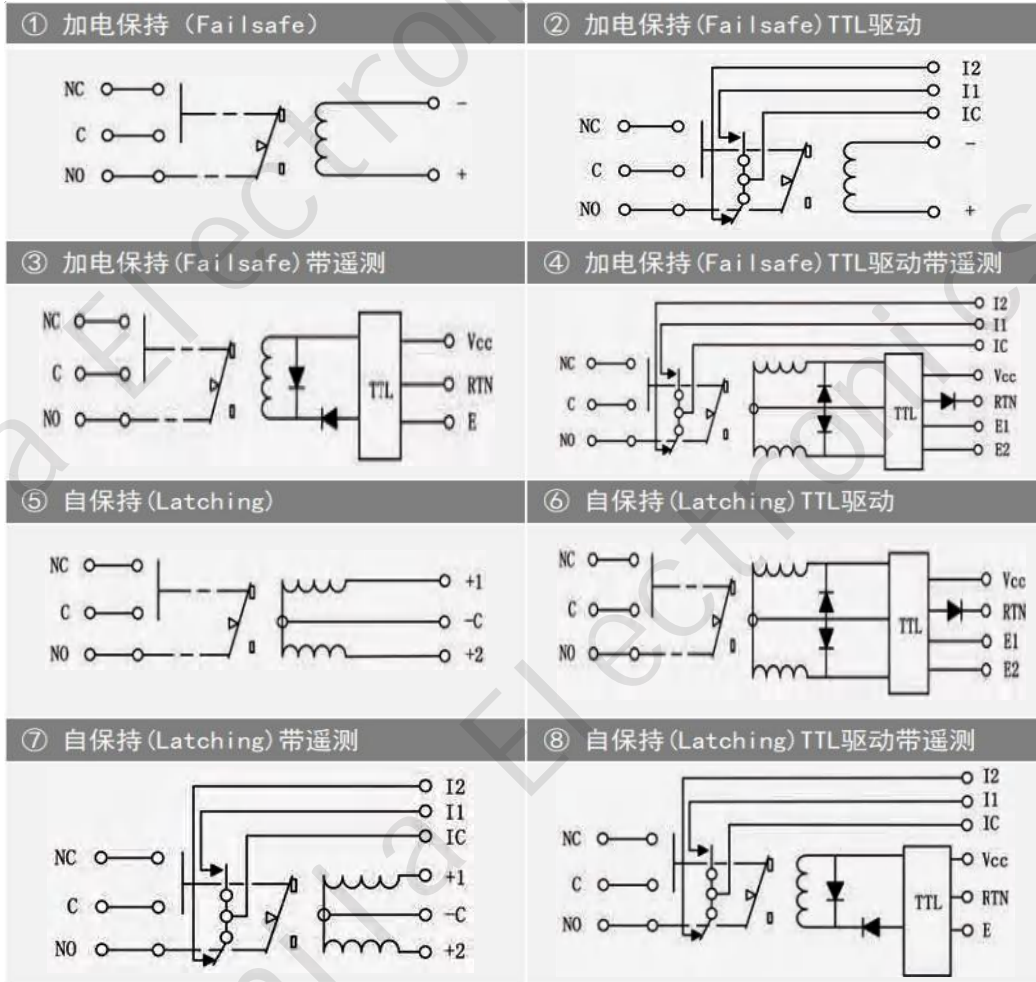 ① 加电保持（Failsafe）
NC
C
NO
-
+
② 加电保持(Failsafe)TTL驱动
I2
I1
IC
NC
C
NO
-
+
③ 加电保持(Failsafe)带遥测
NC
C
NO
TTL
Vcc
RTN
E
④ 加电保持(Failsafe)TTL驱动带遥测
I2
I1
IC
NC
C
NO
TTL
Vcc
RTN
E1
E2
⑤ 自保持(Latching)
NC
C
NO
+1
-C
+2
⑥ 自保持(Latching)TTL驱动
NC
C
NO
TTL
Vcc
RTN
E1
E2
⑦ 自保持(Latching)带遥测
I2
I1
IC
NC
C
NO
+1
-C
+2
⑧ 自保持(Latching)TTL驱动带遥测
I2
I1
IC
NC
C
NO
TTL
Vcc
RTN
E
a Electronics
la Electronics